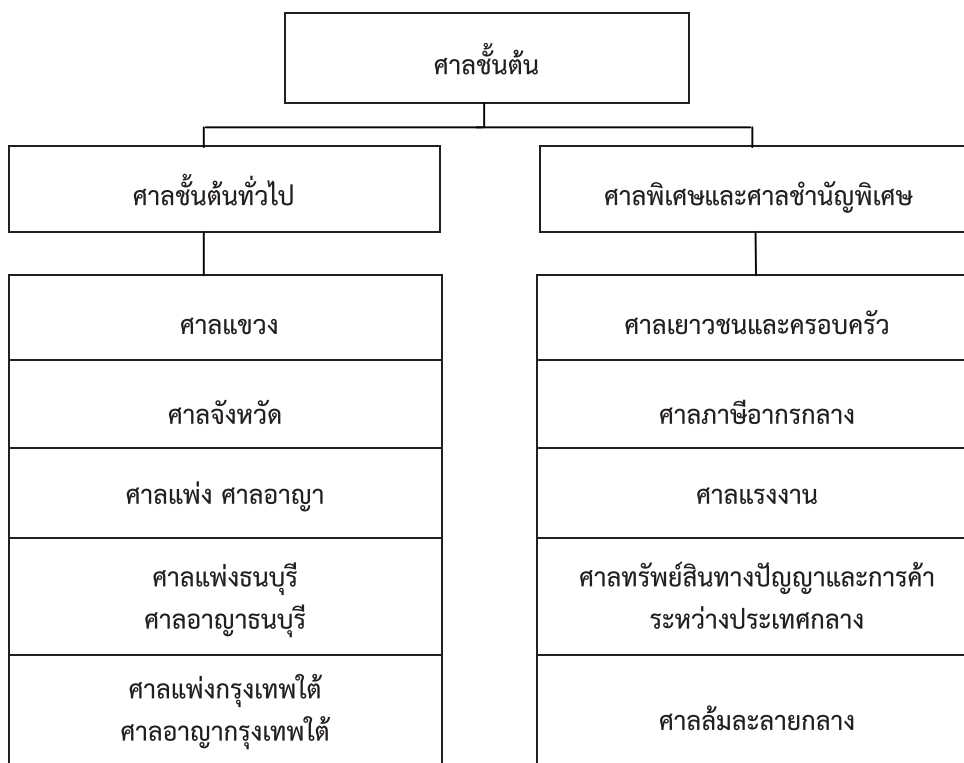 ศาลชั้นต้น
ศาลชั้นต้นทั่วไป
ศาลแขวง
ศาลจังหวัด
ศาลแพ่ง ศาลอาญา
ศาลแพ่งธนบุรี
ศาลอาญาธนบุรี
ศาลแพ่งกรุงเทพใต้
ศาลอาญากรุงเทพใต้
ศาลพิเศษและศาลชำนัญพิเศษ
ศาลเยาวชนและครอบครัว
ศาลภาษีอากรกลาง
ศาลแรงงาน
ศาลทรัพย์สินทางปัญญาและการค้า
ระหว่างประเทศกลาง
ศาลล้มละลายกลาง